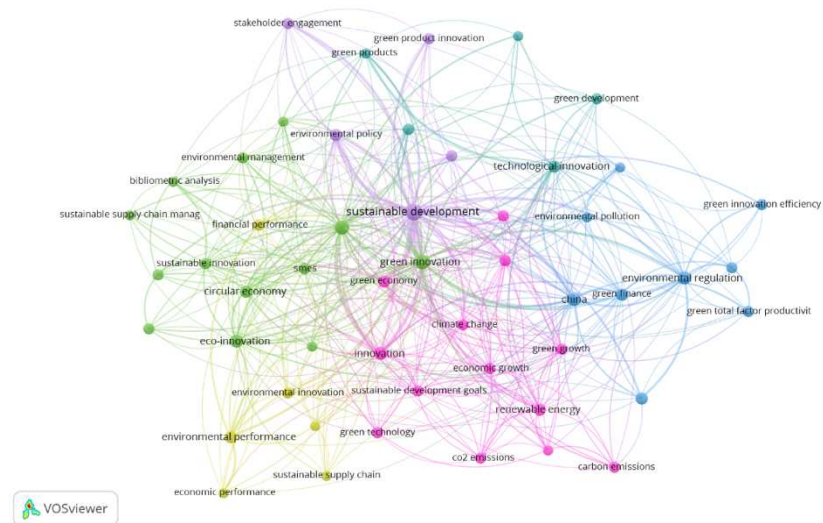 stakeholder engagement
green product innovation
green products
green development
environmental policy
environmental management
technological innovation
bibliometric analysis
green innovation efficiency
sustainable development
sustainable supply chain manag
environmental pollution
financial performance
sustainable innovation
green innovation
smes
environmental regulation
green economy
circular economy
china
green finance
green total factor productivit
climate change
eco-innovation
innovation
green growth
economic growth
environmental innovation
sustainable development goals
renewable energy
environmental performance
green technology
co2 emissions
carbon emissions
sustainable supply chain
economic performance
VOSviewer